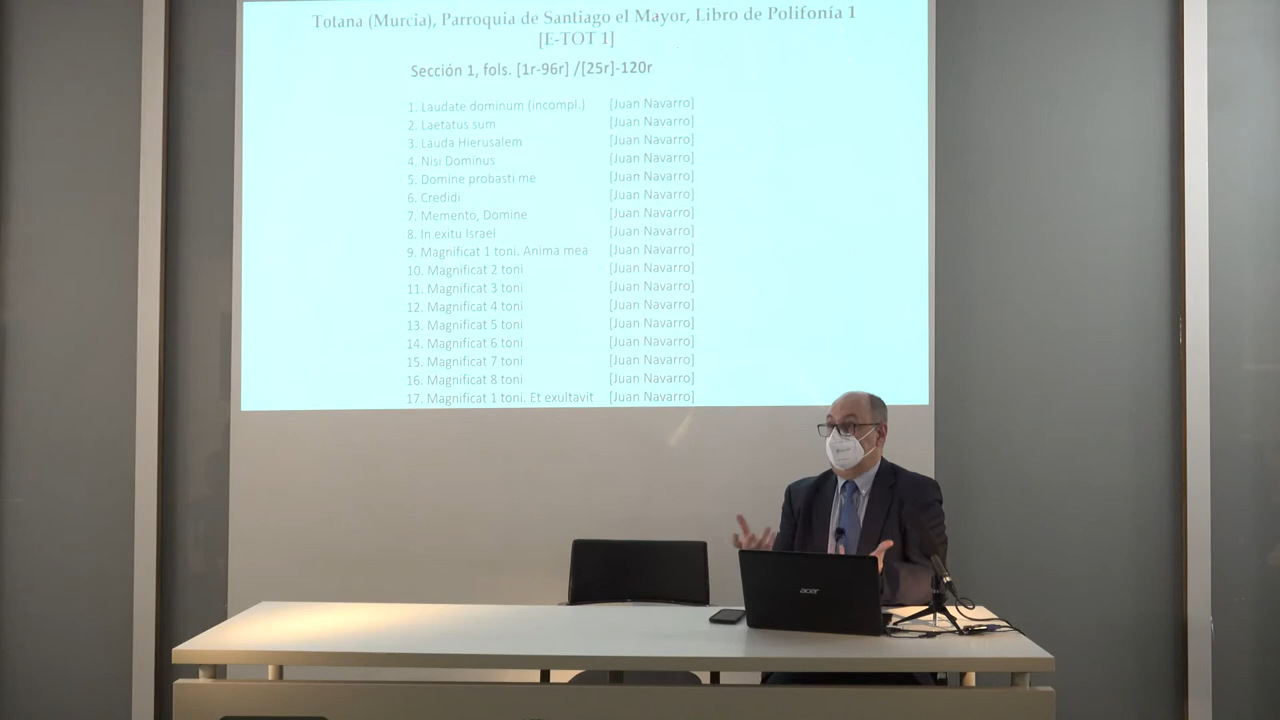 Totana (Murcia), Parroquia de Santiago el Mayor, Libro de Polifonía 1
[E-TOT 1]
Sección 1, fols. [1r-96r] /[25r]-120r
1. Laudate dominum (incompl.) [Juan Navarro]
2. Laetatus sum [Juan Navarro]
3. Lauda Hierusalem [Juan Navarro]
4. Nisi Dominus [Juan Navarro]
5. Domine probasti me [Juan Navarro]
6. Credidi [Juan Navarro]
7. Memento, Domine [Juan Navarro]
8. In exitu Israel [Juan Navarro]
9. Magnificat 1 toni. Anima mea [Juan Navarro]
10. Magnificat 2 toni [Juan Navarro]
11. Magnificat 3 toni [Juan Navarro]
12. Magnificat 4 toni [Juan Navarro]
13. Magnificat 5 toni [Juan Navarro]
14. Magnificat 6 toni [Juan Navarro]
15. Magnificat 7 toni [Juan Navarro]
16. Magnificat 8 toni [Juan Navarro]
17. Magnificat 1 toni. Et exultavit [Juan Navarro]
acer